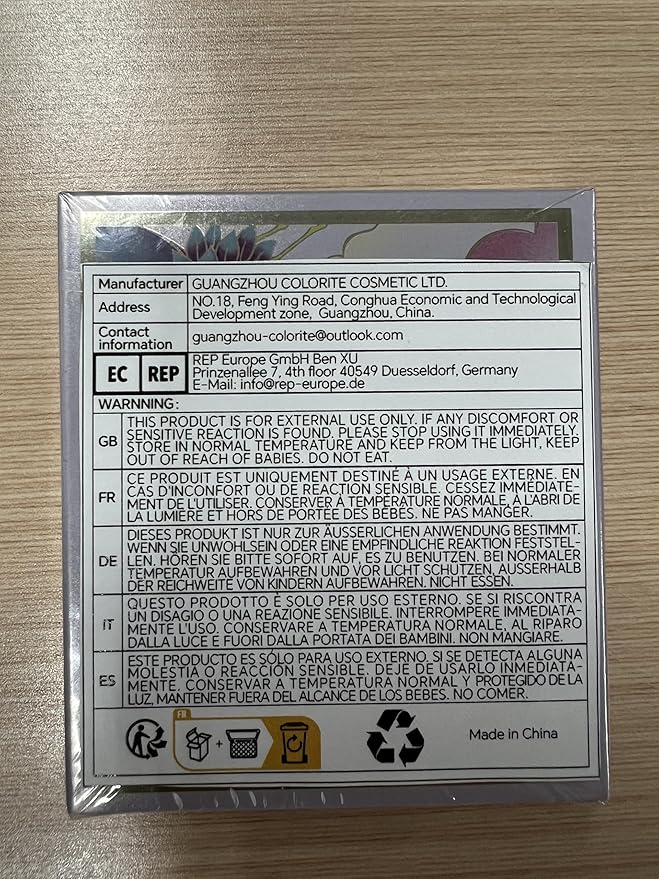 Manufacturer GUANGZHOU COLORITE COSMETIC LTD.
Address NO.18, Feng Ying Road, Conghua Economic and Technological
Development zone, Guangzhou, China.
Contact
information guangzhou-colorite@outlook.com
EC REP REP Europe GmbH Ben XU
Prinzenallee 7, 4th floor 40549 Duesseldorf, Germany
E-Mail: info@rep-europe.de
WARNNING:
GB THIS PRODUCT IS FOR EXTERNAL USE ONLY. IF ANY DISCOMFORT OR
SENSITIVE REACTION IS FOUND, PLEASE STOP USING IT IMMEDIATELY.
STORE IN NORMAL TEMPERATURE AND KEEP FROM THE LIGHT, KEEP
OUT OF REACH OF BABIES. DO NOT EAT.
FR CE PRODUIT EST UNIQUEMENT DESTINÉ À UN USAGE EXTERNE. EN
CAS D'INCONFORT OU DE REACTION SENSIBLE. CESSEZ IMMÉDIATE-
MENT DE L'UTILISER. CONSERVER À TEMPÉRATURE NORMALE, À L'ABRI DE
LA LUMIÈRE ET HORS DE PORTÉE DES BÉBÉS. NE PAS MANGER.
DE DIESES PRODUKT IST NUR ZUR ÄUSSERLICHEN ANWENDUNG BESTIMMT.
WENN SIE UNWOHLSEIN ODER EINE EMPFINDLICHE REAKTION FESTSTEL-
LEN. HÖREN SIE BITTE SOFORT AUF, ES ZU BENUTZEN. BEI NORMALER
TEMPERATUR AUFBEWAHREN UND VOR LICHT SCHÜTZEN, AUSSERHALB
DER REICHWEITE VON KINDERN AUFBEWAHREN. NICHT ESSEN.
IT QUESTO PRODOTTO È SOLO PER USO ESTERNO. SE SI RISCONTRA
UN DISAGIO O UNA REAZIONE SENSIBILE. INTERROMPERE IMMEDIATA-
MENTE L'USO. CONSERVARE A TEMPERATURA NORMALE, AL RIPARO
DALLA LUCE E FUORI DALLA PORTATA DEI BAMBINI. NON MANGIARE.
ES ESTE PRODUCTO ES SÓLO PARA USO EXTERNO. SI SE DETECTA ALGUNA
MOLESTIA O REACCIÓN SENSIBLE, DEJE DE USARLO INMEDIATA-
MENTE. CONSERVAR A TEMPERATURA NORMAL Y PROTEGIDO DE LA
LUZ, MANTENER FUERA DEL ALCANCE DE LOS BEBES. NO COMER.
FR
Made in China